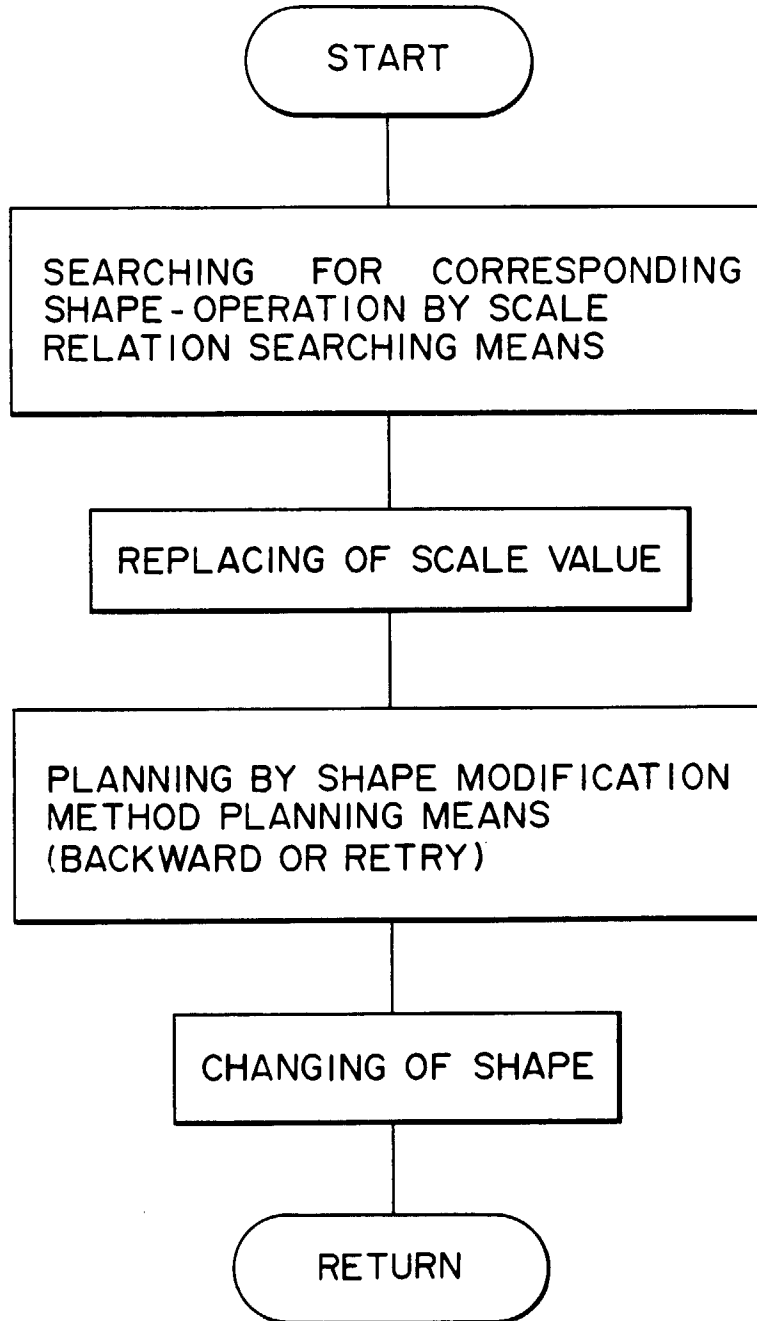 START
SEARCHING FOR CORRESPONDING
SHAPE-OPERATION BY SCALE
RELATION SEARCHING MEANS
REPLACING OF SCALE VALUE
PLANNING BY SHAPE MODIFICATION
METHOD PLANNING MEANS
(BACKWARD OR RETRY)
CHANGING OF SHAPE
RETURN